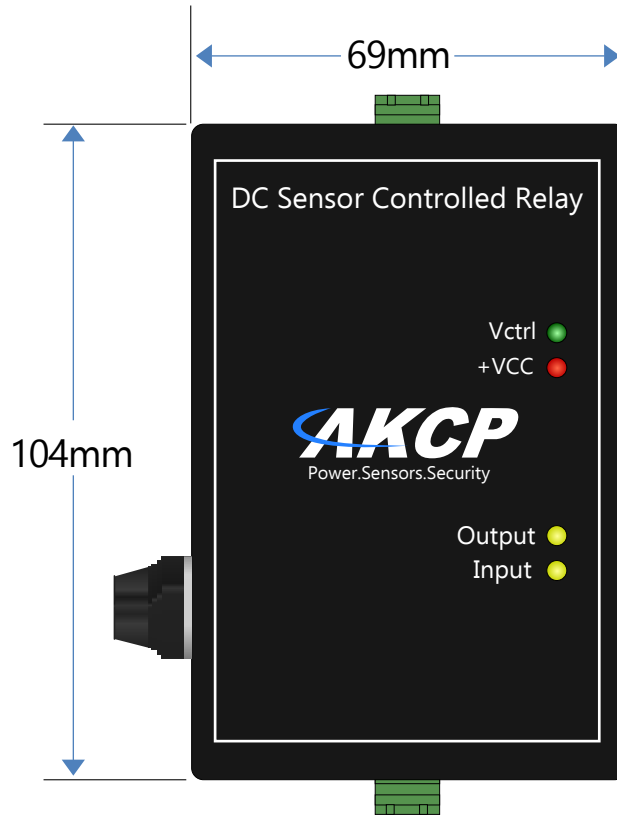 69mm
DC Sensor Controlled Relay
Vctrl
+VCC
AKCP
Power.Sensors.Security
104mm
Output
Input